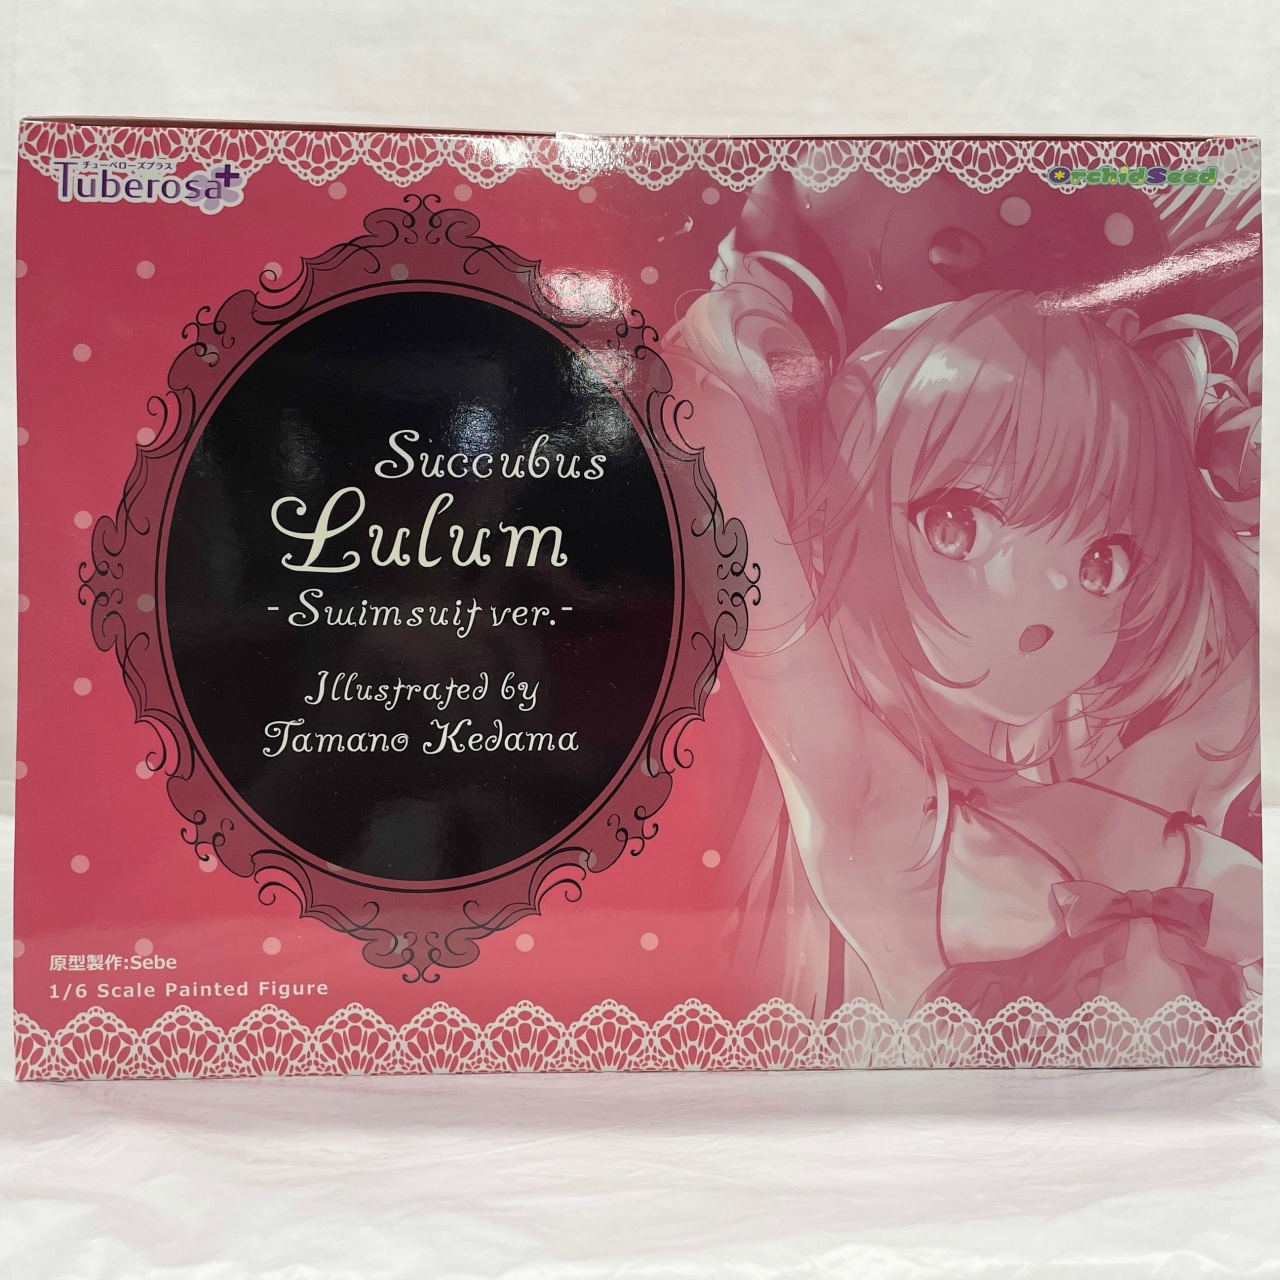 チューベローズプラス
Tuberosa+
OrchidSeed
Succubus
Lulum
-Swimsuit ver.-
Illustrated by
Tamano Kedama
原型製作:Sebe
1/6 Scale Painted Figure